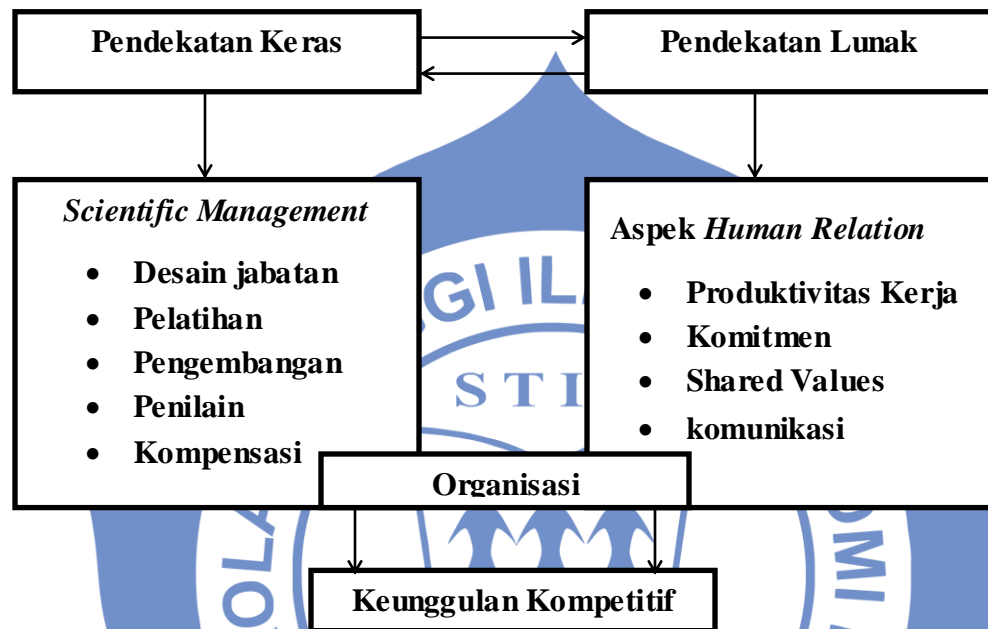 Pendekatan Keras
Pendekatan Lunak
Scientific Management
• Desain jabatan
• Pelatihan
• Pengembangan
• Penilain
• Kompensasi
Aspek Human Relation
• Produktivitas Kerja
• Komitmen
• Shared Values
• komunikasi
Organisasi
Keunggulan Kompetitif
STI